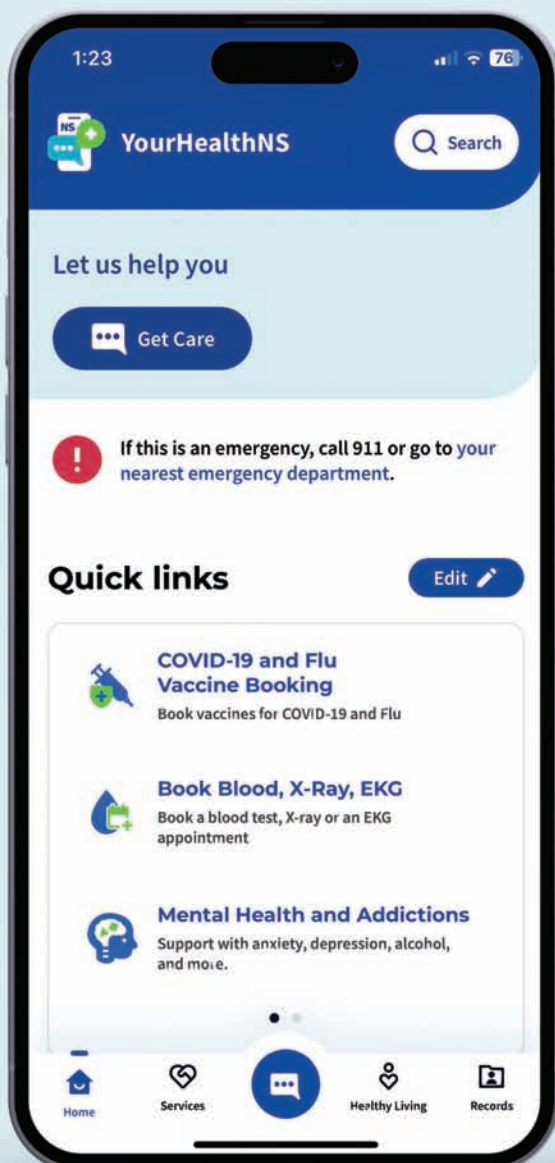 1:23
76
NS
YourHealthNS
Search
Let us help you
Get Care
If this is an emergency, call 911 or go to your
nearest emergency department.
Quick links
Edit
COVID-19 and Flu
Vaccine Booking
Book vaccines for COVID-19 and Flu
Book Blood, X-Ray, EKG
Book a blood test, X-ray or an EKG
appointment
Mental Health and Addictions
Support with anxiety, depression, alcohol,
and more.
Home
Services
Healthy Living
Records